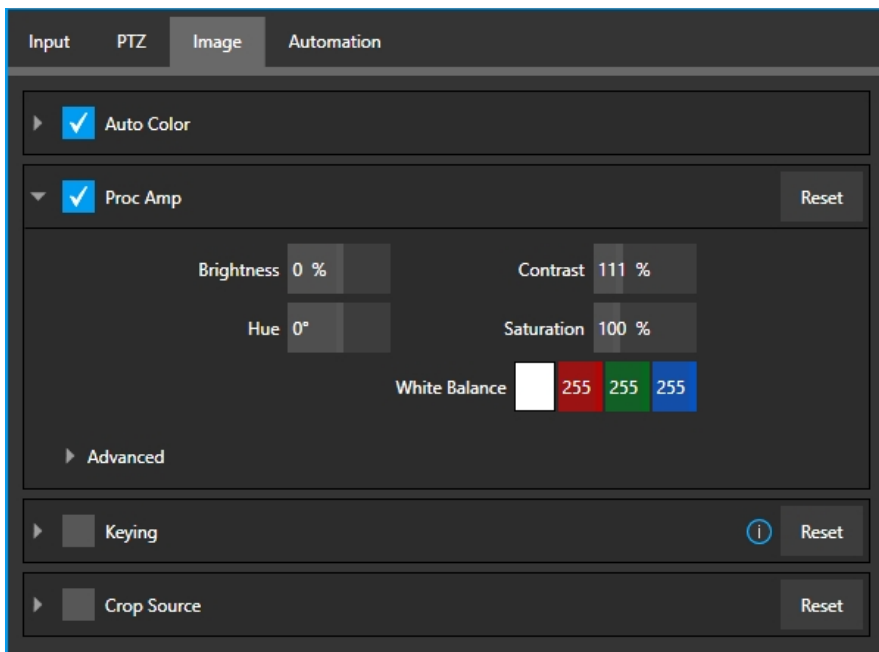 Input PTZ Image Automation
Auto Color
Proc Amp Reset
Brightness 0 % Contrast 111 %
Hue 0° Saturation 100 %
White Balance 255 255 255
Advanced
Keying i Reset
Crop Source Reset